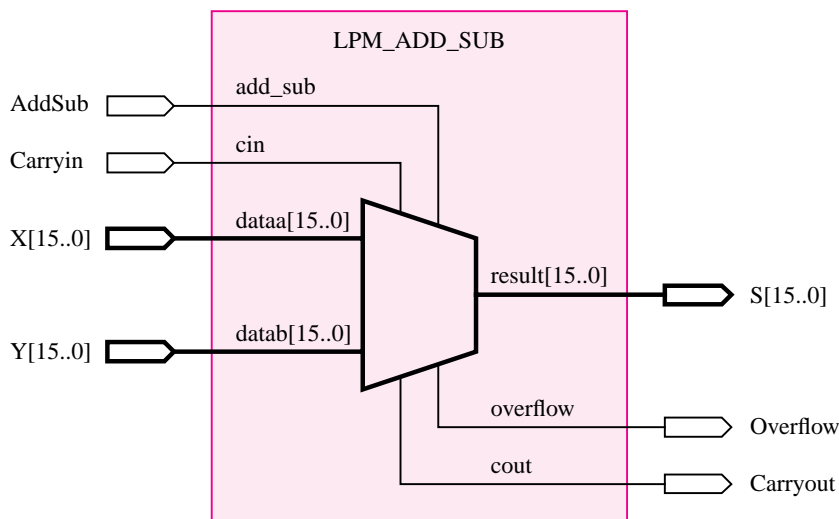 LPM_ADD_SUB
AddSub
add_sub
Carryin
cin
X[15..0]
dataa[15..0]
result[15..0]
S[15..0]
Y[15..0]
datab[15..0]
overflow
Overflow
cout
Carryout